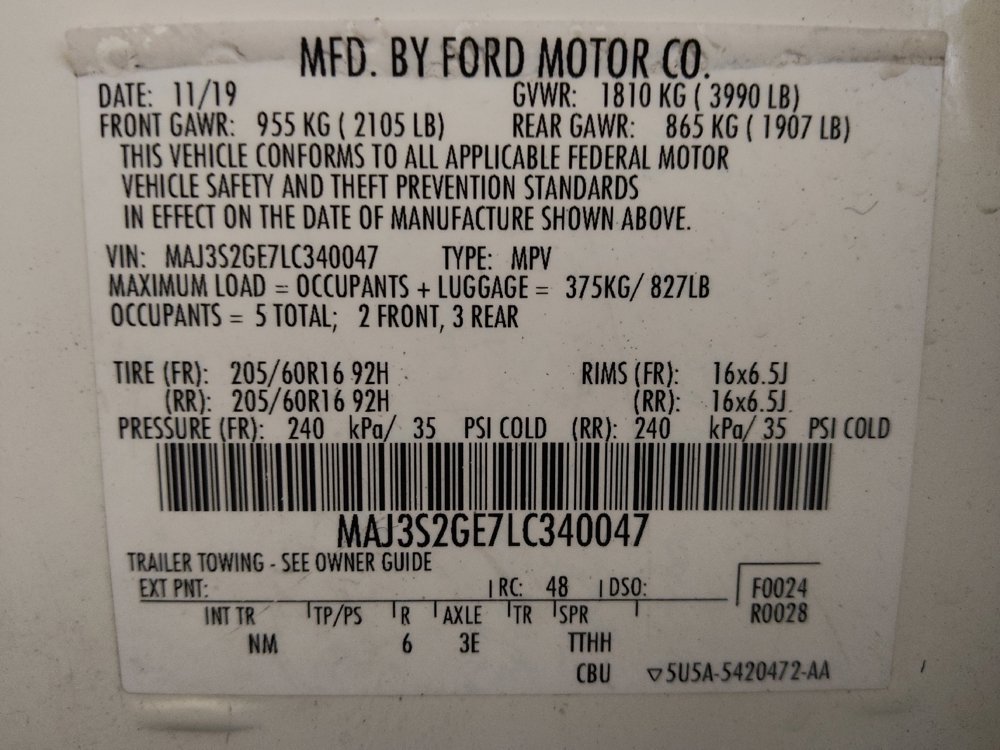 MFD. BY FORD MOTOR CO.
DATE: 11/19 GVWR: 1810 KG ( 3990 LB)
FRONT GAWR: 955 KG ( 2105 LB) REAR GAWR: 865 KG ( 1907 LB)
THIS VEHICLE CONFORMS TO ALL APPLICABLE FEDERAL MOTOR
VEHICLE SAFETY AND THEFT PREVENTION STANDARDS
IN EFFECT ON THE DATE OF MANUFACTURE SHOWN ABOVE.
VIN: MAJ3S2GE7LC340047 TYPE: MPV
MAXIMUM LOAD = OCCUPANTS + LUGGAGE = 375KG/ 827LB
OCCUPANTS = 5 TOTAL; 2 FRONT, 3 REAR
TIRE (FR): 205/60R16 92H RIMS (FR): 16x6.5J
(RR): 205/60R16 92H (RR): 16x6.5J
PRESSURE (FR): 240 kPa/ 35 PSI COLD (RR): 240 kPa/ 35 PSI COLD
MAJ3S2GE7LC340047
TRAILER TOWING - SEE OWNER GUIDE
EXT PNT: RC: 48 DSO: F0024
INT TR TP/PS R AXLE TR SPR R0028
NM 6 3E TTHH
CBU ▽5U5A-5420472-AA